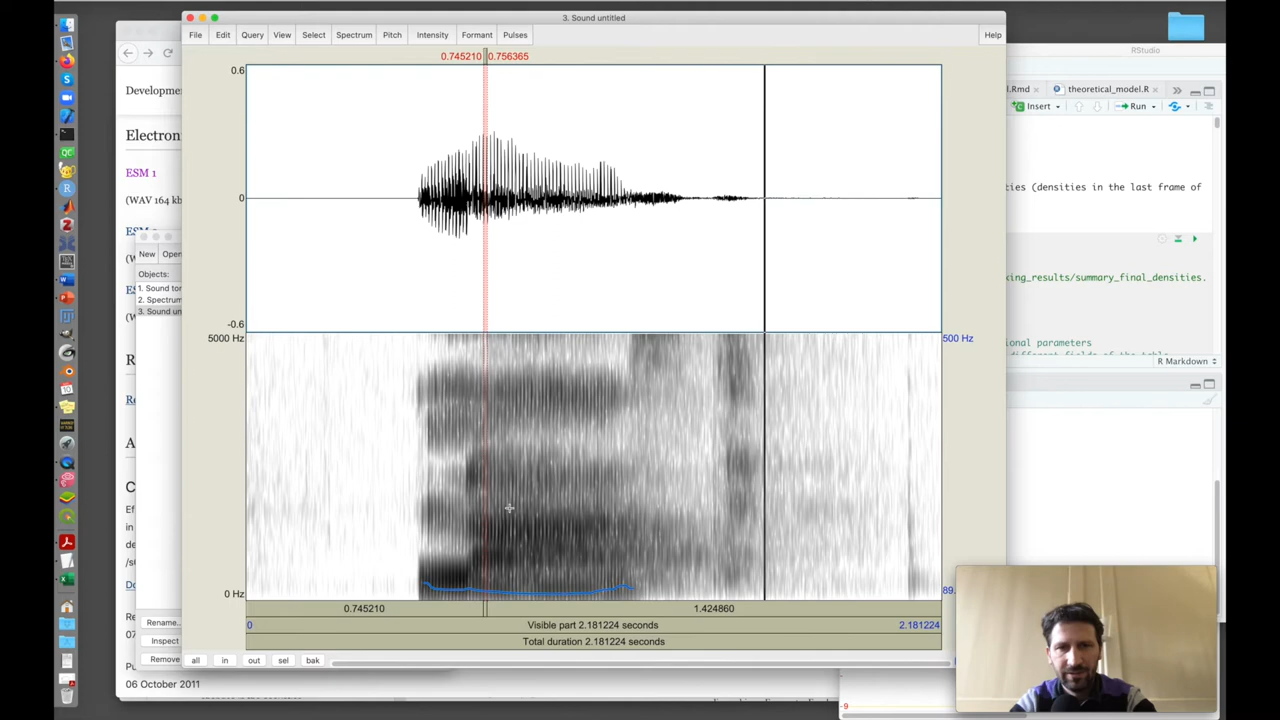 3. Sound untitled
File Edit Query View Select Spectrum Pitch Intensity Formant Pulses Help
0.745210 0.756365
0.6
0
-0.6
5000 Hz
500 Hz
0 Hz
89.
0.745210 1.424860
0 Visible part 2.181224 seconds 2.181224
Total duration 2.181224 seconds
all in out sel bak
Developme
Electron
ESM 1
(WAV 164 kb
New Open
Objects:
1. Sound tor
2. Spectrum
3. Sound un
Rename...
Inspect
Remove
06 October 2011
RStudio
l.Rmd theoretical_model.R
Insert Run
ties (densities in the last frame of
king_results/summary_final_densities.
ional parameters
R Markdown
-9